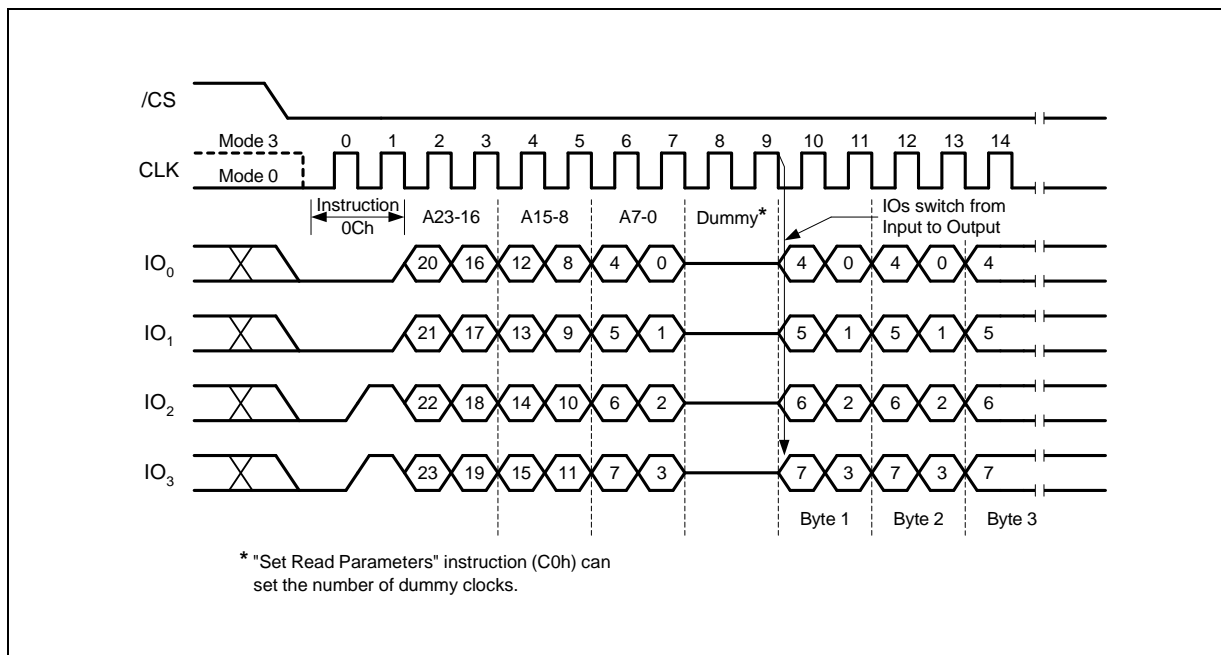 /CS
Mode 3
0 1 2 3 4 5 6 7 8 9 10 11 12 13 14
CLK
Mode 0
Instruction
0Ch
A23-16
A15-8
A7-0
Dummy*
IOs switch from
Input to Output
IO0
20 16 12 8 4 0 4 0 4 0 4
IO1
21 17 13 9 5 1 5 1 5 1 5
IO2
22 18 14 10 6 2 6 2 6 2 6
IO3
23 19 15 11 7 3 7 3 7 3 7
Byte 1
Byte 2
Byte 3
* "Set Read Parameters" instruction (C0h) can
set the number of dummy clocks.